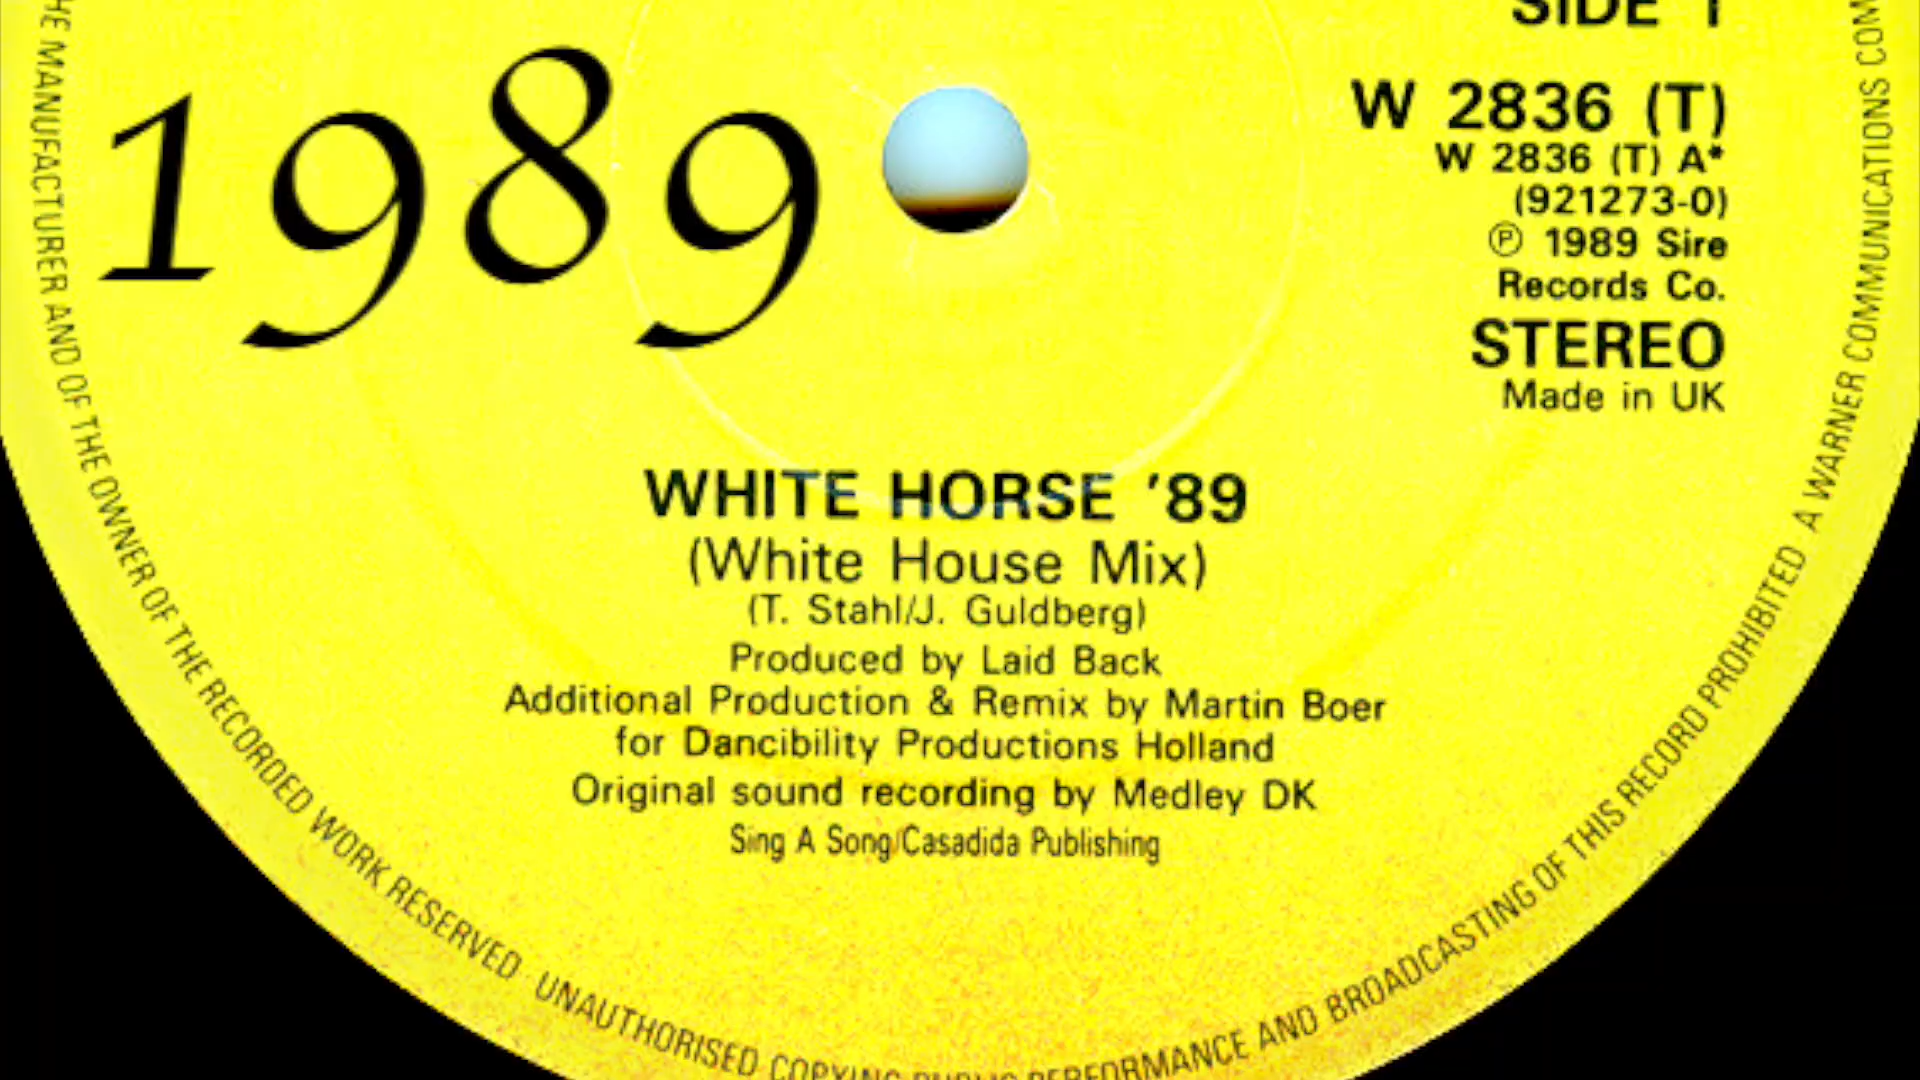 SIDE 1
1989
W 2836 (T)
W 2836 (T) A*
(921273-0)
℗ 1989 Sire
Records Co.
STEREO
Made in UK
WHITE HORSE '89
(White House Mix)
(T. Stahl/J. Guldberg)
Produced by Laid Back
Additional Production & Remix by Martin Boer
for Dancibility Productions Holland
Original sound recording by Medley DK
Sing A Song/Casadida Publishing
MANUFACTURER AND OF THE OWNER OF THE RECORDED WORK RESERVED UNAUTHORISED COPYING PUBLIC PERFORMANCE AND BROADCASTING OF THIS RECORD PROHIBITED A WARNER COMMUNICATIONS